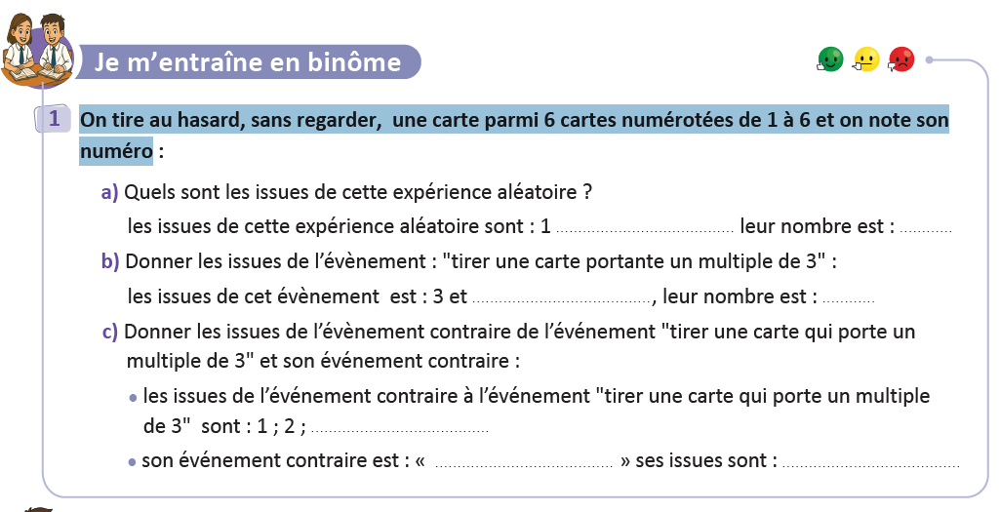 Je m’entraîne en binôme
1 On tire au hasard, sans regarder, une carte parmi 6 cartes numérotées de 1 à 6 et on note son
numéro :
a) Quels sont les issues de cette expérience aléatoire ?
les issues de cette expérience aléatoire sont : 1 ........................................ leur nombre est : ............
b) Donner les issues de l’évènement : "tirer une carte portante un multiple de 3" :
les issues de cet évènement est : 3 et ........................................, leur nombre est : ............
c) Donner les issues de l’évènement contraire de l’événement "tirer une carte qui porte un
multiple de 3" et son événement contraire :
• les issues de l’événement contraire à l’événement "tirer une carte qui porte un multiple
de 3" sont : 1 ; 2 ; ........................................
• son événement contraire est : « ........................................ » ses issues sont : ........................................